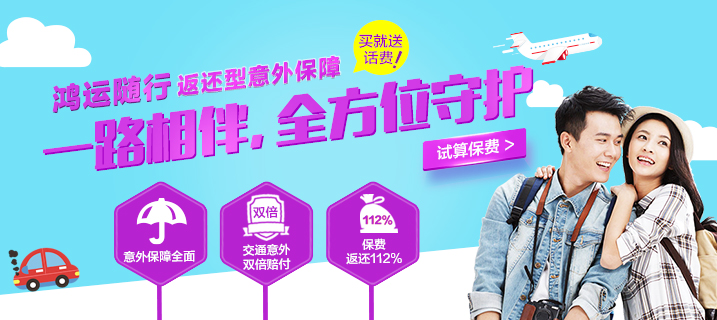 买就送
话费!
鸿运随行 返还型意外保障
一路相伴,全方位守护
试算保费 >
意外保障全面
双倍
交通意外
双倍赔付
112%
保费
返还112%